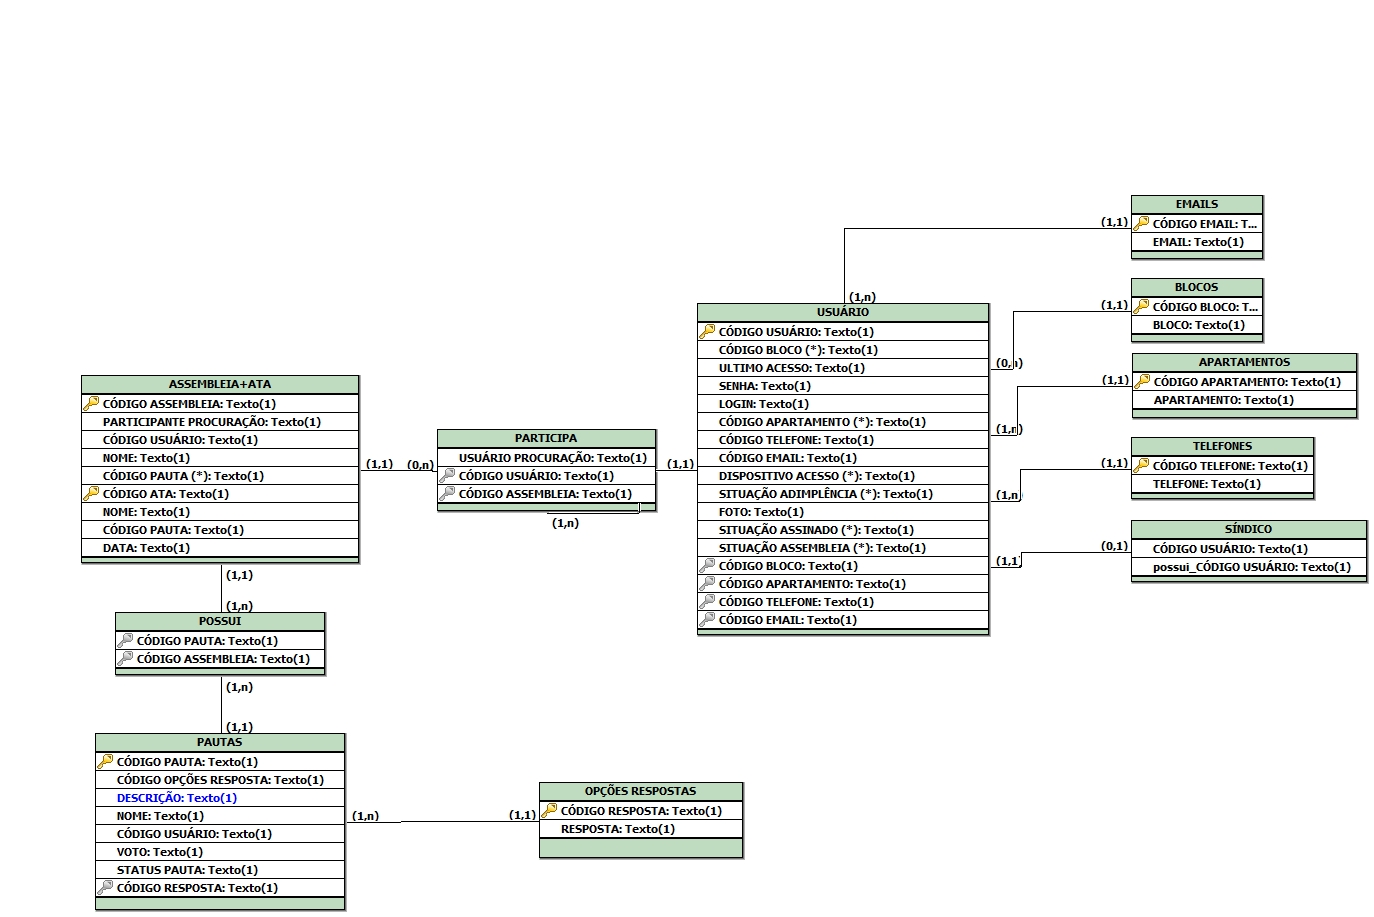 EMAILS
CÓDIGO EMAIL: T...
EMAIL: Texto(1)
(1,1)
(1,n)
BLOCOS
CÓDIGO BLOCO: T...
BLOCO: Texto(1)
(1,1)
(0,n)
APARTAMENTOS
CÓDIGO APARTAMENTO: Texto(1)
APARTAMENTO: Texto(1)
(1,1)
(1,n)
TELEFONES
CÓDIGO TELEFONE: Texto(1)
TELEFONE: Texto(1)
(1,1)
(1,n)
SÍNDICO
CÓDIGO USUÁRIO: Texto(1)
possui_CÓDIGO USUÁRIO: Texto(1)
(0,1)
(1,1)
USUÁRIO
CÓDIGO USUÁRIO: Texto(1)
CÓDIGO BLOCO (*): Texto(1)
ULTIMO ACESSO: Texto(1)
SENHA: Texto(1)
LOGIN: Texto(1)
CÓDIGO APARTAMENTO (*): Texto(1)
CÓDIGO TELEFONE: Texto(1)
CÓDIGO EMAIL: Texto(1)
DISPOSITIVO ACESSO (*): Texto(1)
SITUAÇÃO ADIMPLÊNCIA (*): Texto(1)
FOTO: Texto(1)
SITUAÇÃO ASSINADO (*): Texto(1)
SITUAÇÃO ASSEMBLEIA (*): Texto(1)
CÓDIGO BLOCO: Texto(1)
CÓDIGO APARTAMENTO: Texto(1)
CÓDIGO TELEFONE: Texto(1)
CÓDIGO EMAIL: Texto(1)
ASSEMBLEIA+ATA
CÓDIGO ASSEMBLEIA: Texto(1)
PARTICIPANTE PROCURAÇÃO: Texto(1)
CÓDIGO USUÁRIO: Texto(1)
NOME: Texto(1)
CÓDIGO PAUTA (*): Texto(1)
CÓDIGO ATA: Texto(1)
NOME: Texto(1)
CÓDIGO PAUTA: Texto(1)
DATA: Texto(1)
(1,1)
(0,n)
PARTICIPA
USUÁRIO PROCURAÇÃO: Texto(1)
CÓDIGO USUÁRIO: Texto(1)
CÓDIGO ASSEMBLEIA: Texto(1)
(1,1)
(1,n)
(1,1)
(1,n)
POSSUI
CÓDIGO PAUTA: Texto(1)
CÓDIGO ASSEMBLEIA: Texto(1)
(1,n)
(1,1)
PAUTAS
CÓDIGO PAUTA: Texto(1)
CÓDIGO OPÇÕES RESPOSTA: Texto(1)
DESCRIÇÃO: Texto(1)
NOME: Texto(1)
CÓDIGO USUÁRIO: Texto(1)
VOTO: Texto(1)
STATUS PAUTA: Texto(1)
CÓDIGO RESPOSTA: Texto(1)
(1,n)
(1,1)
OPÇÕES RESPOSTAS
CÓDIGO RESPOSTA: Texto(1)
RESPOSTA: Texto(1)